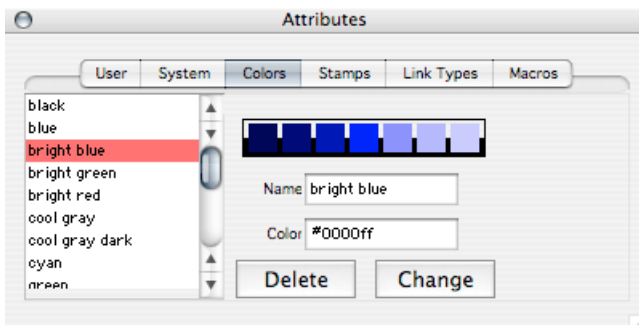 Attributes
User System Colors Stamps Link Types Macros
black
blue
bright blue
bright green
bright red
cool gray
cool gray dark
cyan
green
Name bright blue
Color #0000ff
Delete Change